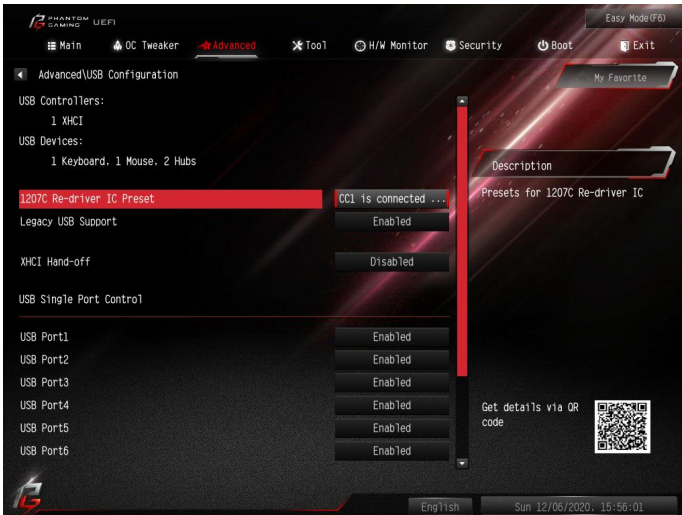 PHANTOM GAMING UEFI
Easy Mode(F6)
Main OC Tweaker Advanced Tool H/W Monitor Security Boot Exit
Advanced\USB Configuration
My Favorite
USB Controllers:
1 XHCI
USB Devices:
1 Keyboard, 1 Mouse, 2 Hubs
Description
1207C Re-driver IC Preset CC1 is connected ...
Presets for 1207C Re-driver IC
Legacy USB Support Enabled
XHCI Hand-off Disabled
USB Single Port Control
USB Port1 Enabled
USB Port2 Enabled
USB Port3 Enabled
USB Port4 Enabled
USB Port5 Enabled
USB Port6 Enabled
Get details via QR
code
English
Sun 12/06/2020, 15:56:01